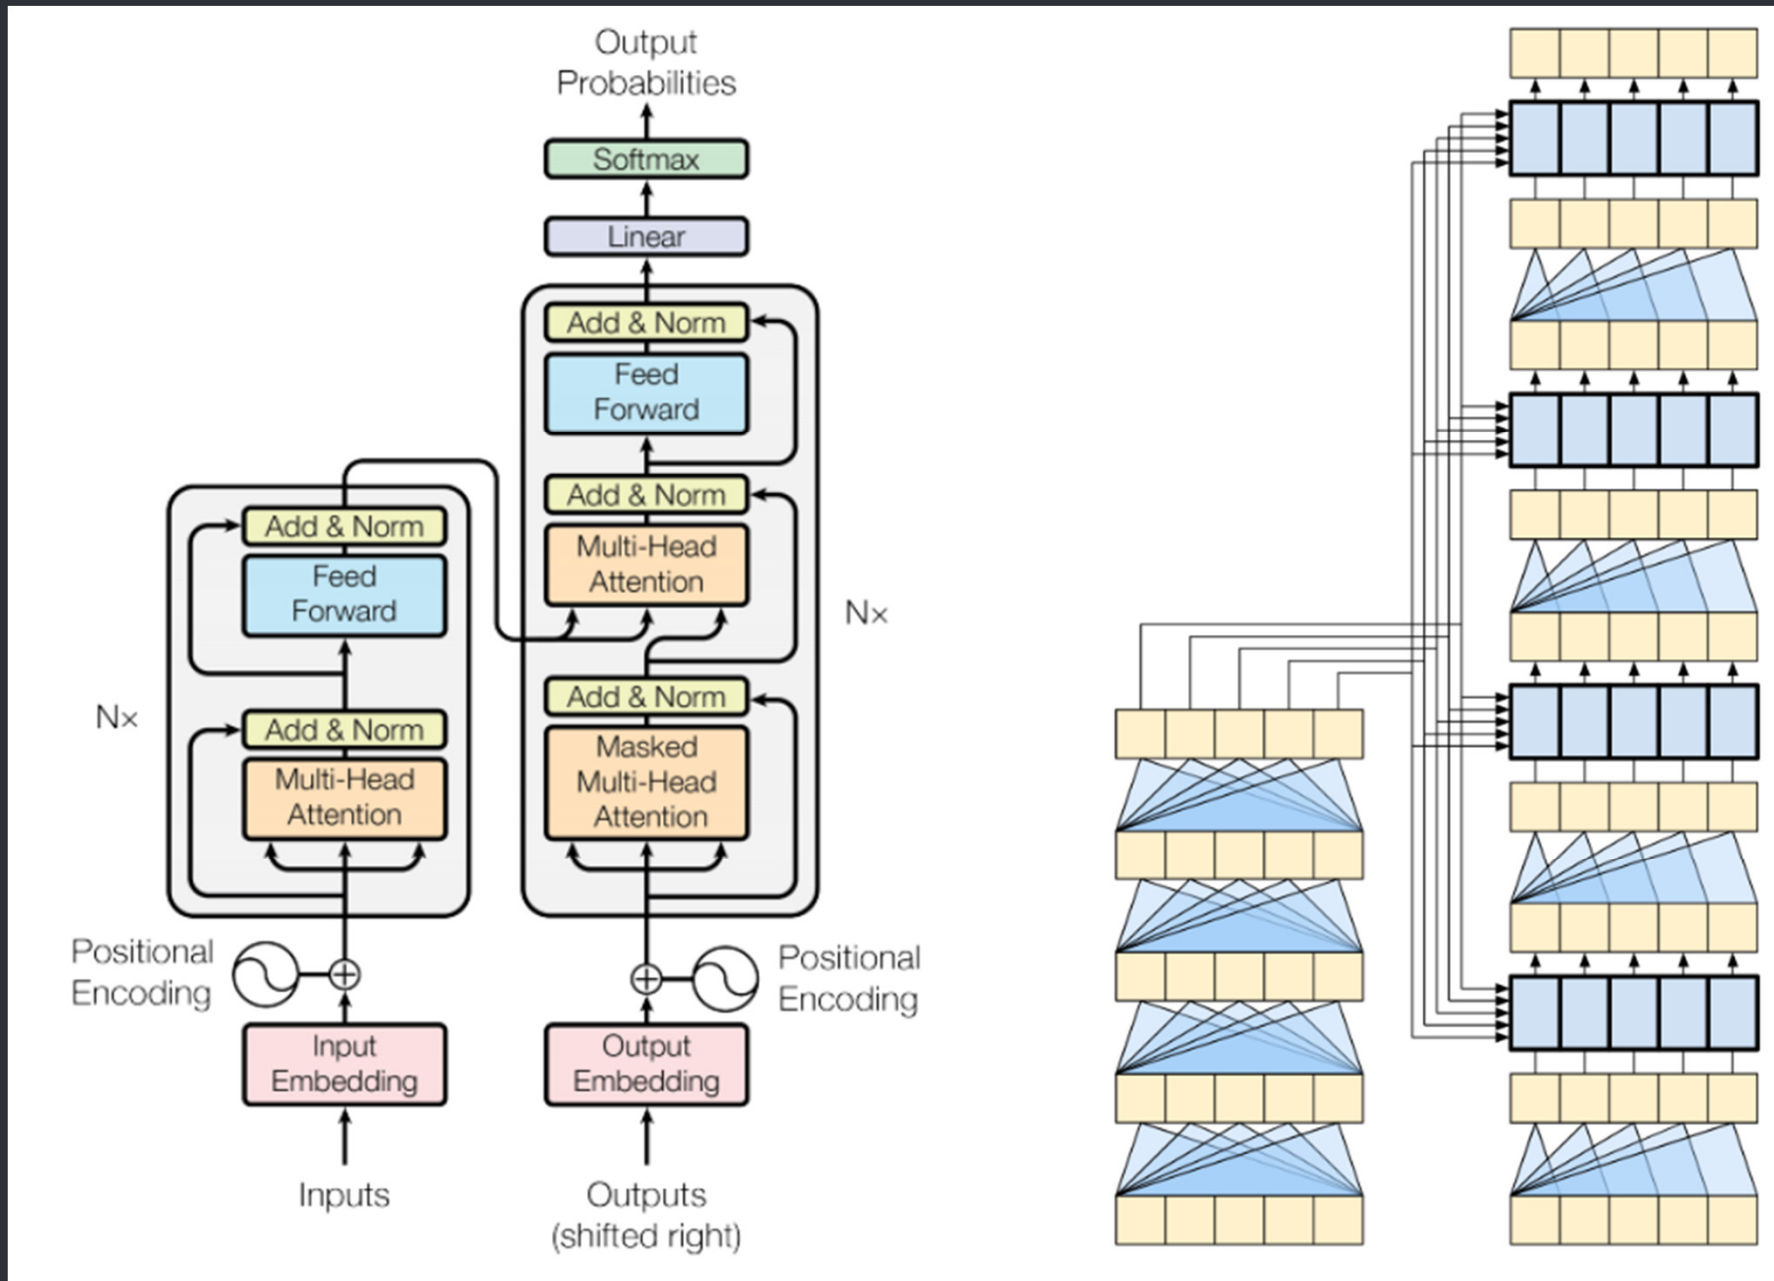 Output
Probabilities
Softmax
Linear
Add & Norm
Feed
Forward
Add & Norm
Multi-Head
Attention
Add & Norm
Masked
Multi-Head
Attention
N×
Add & Norm
Feed
Forward
Add & Norm
Multi-Head
Attention
N×
Positional
Encoding
Positional
Encoding
Input
Embedding
Output
Embedding
Inputs
Outputs
(shifted right)